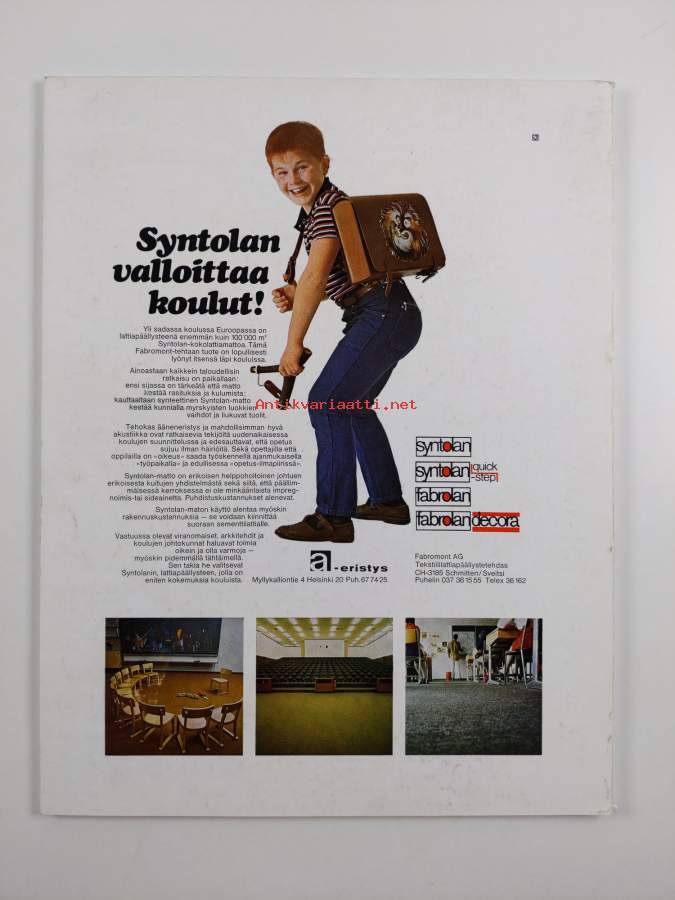 Syntolan
valloittaa
koulut!
Yli sadassa koulussa Euroopassa on
lattiapäällysteenä enemmän kuin 100'000 m²
Syntolan-kokolattiamattoa. Tämä
Fabromont-tehtaan tuote on lopullisesti
lyönyt itsensä läpi kouluissa.
Ainoastaan kaikkein taloudellisin
ratkaisu on paikallaan:
ensi sijassa on tärkeätä että matto
kestää rasituksia ja kulumista;
kauttaaltaan synteettinen Syntolan-matto
kestää kunnialla myrskyisten luokkien
vaihdot ja liukuvat tuolit.
Tehokas ääneneristys ja mahdollisimman hyvä
akustiikka ovat ratkaisevia tekijöitä uudenaikaisessa
koulujen suunnittelussa ja edesauttavat, että opetus
sujuu ilman häiriöitä. Sekä opettajilla että
oppilailla on «oikeus» saada työskennellä ajanmukaisella
«työpaikalla» ja edullisessa «opetus-ilmapiirissä».
Syntolan-matto on erikoisen helppohoitoinen johtuen
erikoisesta kuitujen yhdistelmästä sekä siitä, että päällim-
mäisessä kerroksessa ei ole minkäänlaista impreg-
noimis-tai sideainetta. Puhdistuskustannukset alenevat.
Syntolan-maton käyttö alentaa myöskin
rakennuskustannuksia — se voidaan kiinnittää
suoraan sementtilattialle.
Vastuussa olevat viranomaiset, arkkitehdit ja
koulujen johtokunnat haluavat toimia
oikein ja olla varmoja —
myöskin pidemmällä tähtäimellä.
Sen takia he valitsevat
Syntolanin, lattiapäällysteen, jolla on
eniten kokemuksia kouluista.
Antikvariaatti.net
syntolan
syntolan quick
-step
fabrolan
fabrolan decora
a-eristys
Myllykalliontie 4 Helsinki 20 Puh. 67 74 25
Fabromont AG
Tekstiililattiapäällystetehdas
CH-3185 Schmitten/Sveitsi
Puhelin 037 36 15 55 Telex 36 162